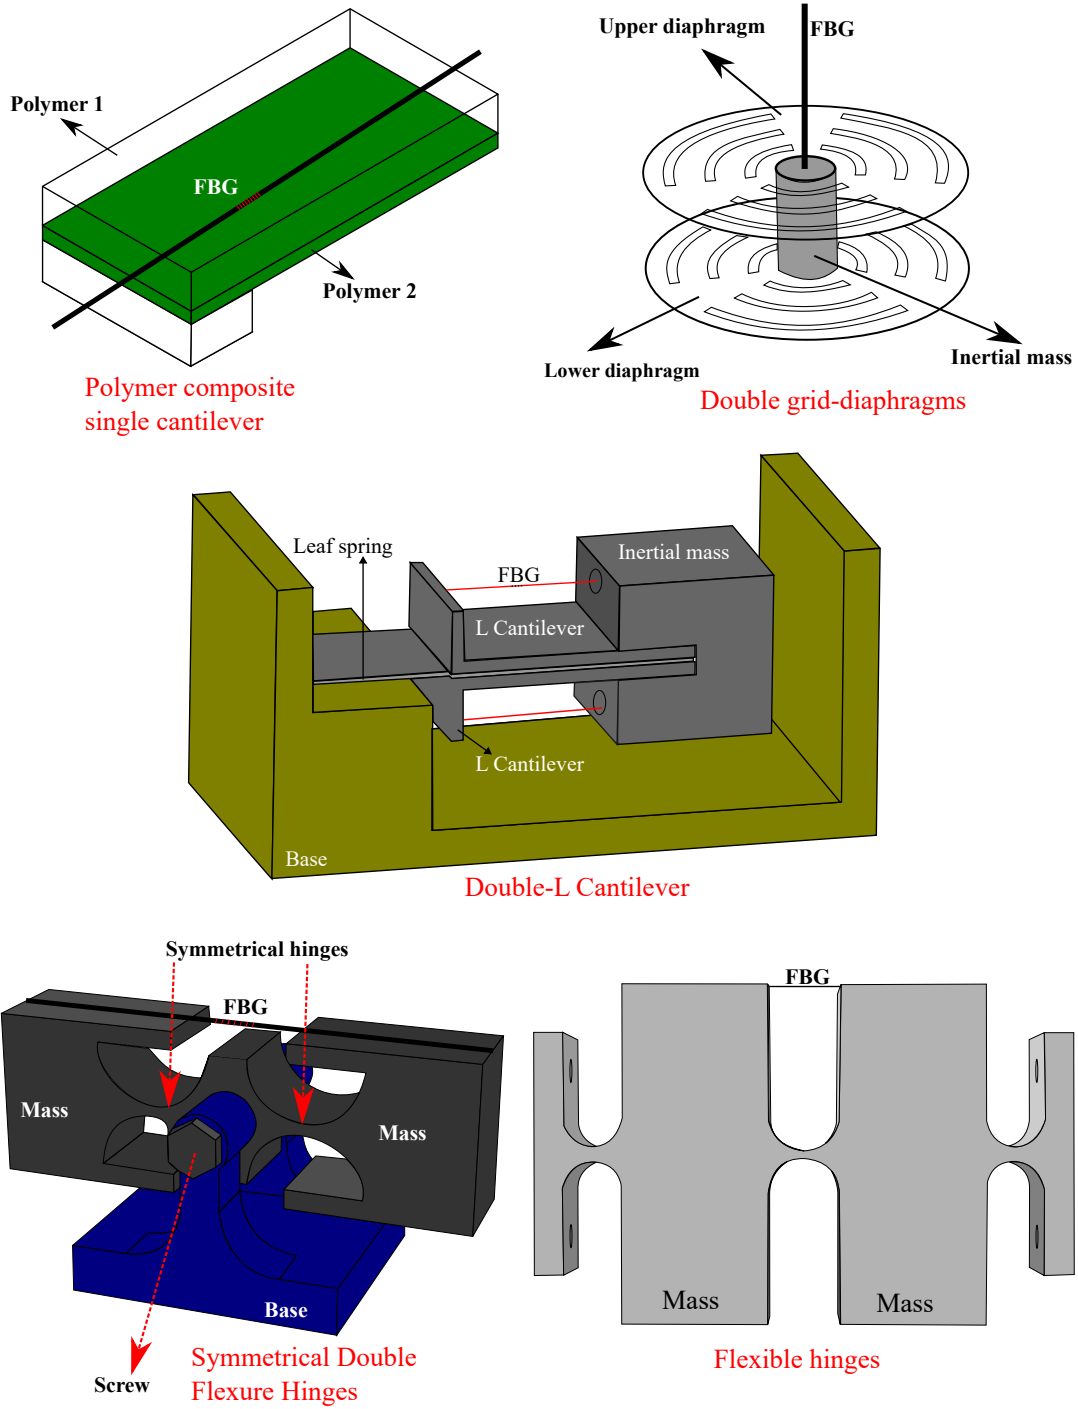 Polymer 1
FBG
Polymer 2
Polymer composite
single cantilever
Upper diaphragm
FBG
Lower diaphragm
Inertial mass
Double grid-diaphragms
Leaf spring
FBG
Inertial mass
L Cantilever
L Cantilever
Base
Double-L Cantilever
Symmetrical hinges
FBG
Mass
Mass
Base
Screw
Symmetrical Double
Flexure Hinges
FBG
Mass
Mass
Flexible hinges